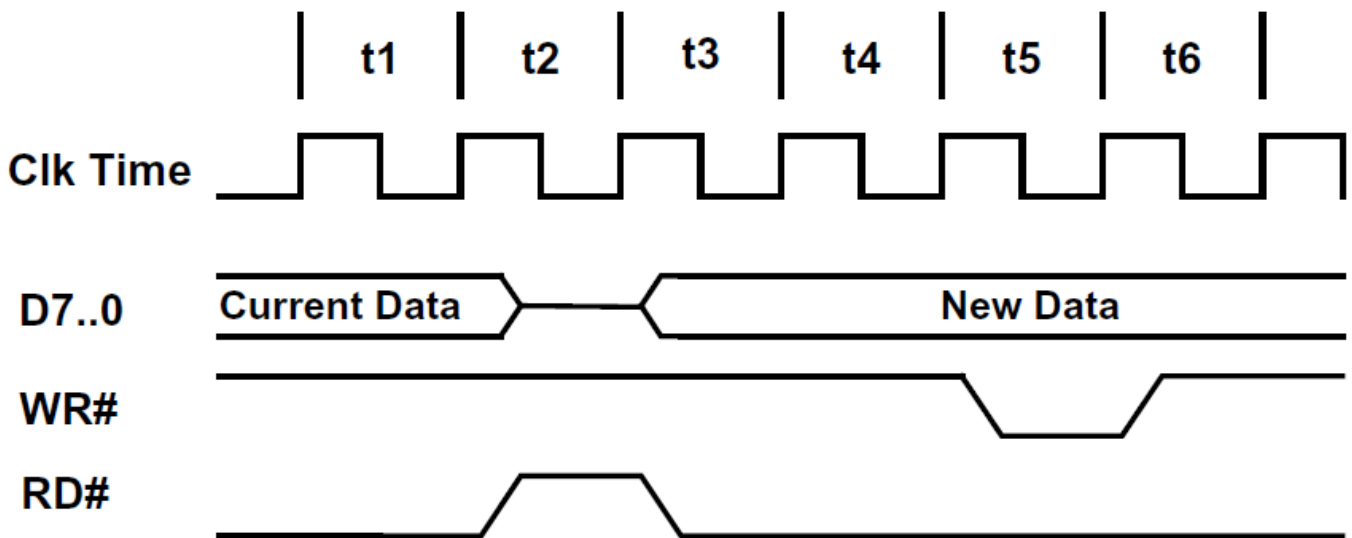 t1 t2 t3 t4 t5 t6
Clk Time
D7..0 Current Data New Data
WR#
RD#